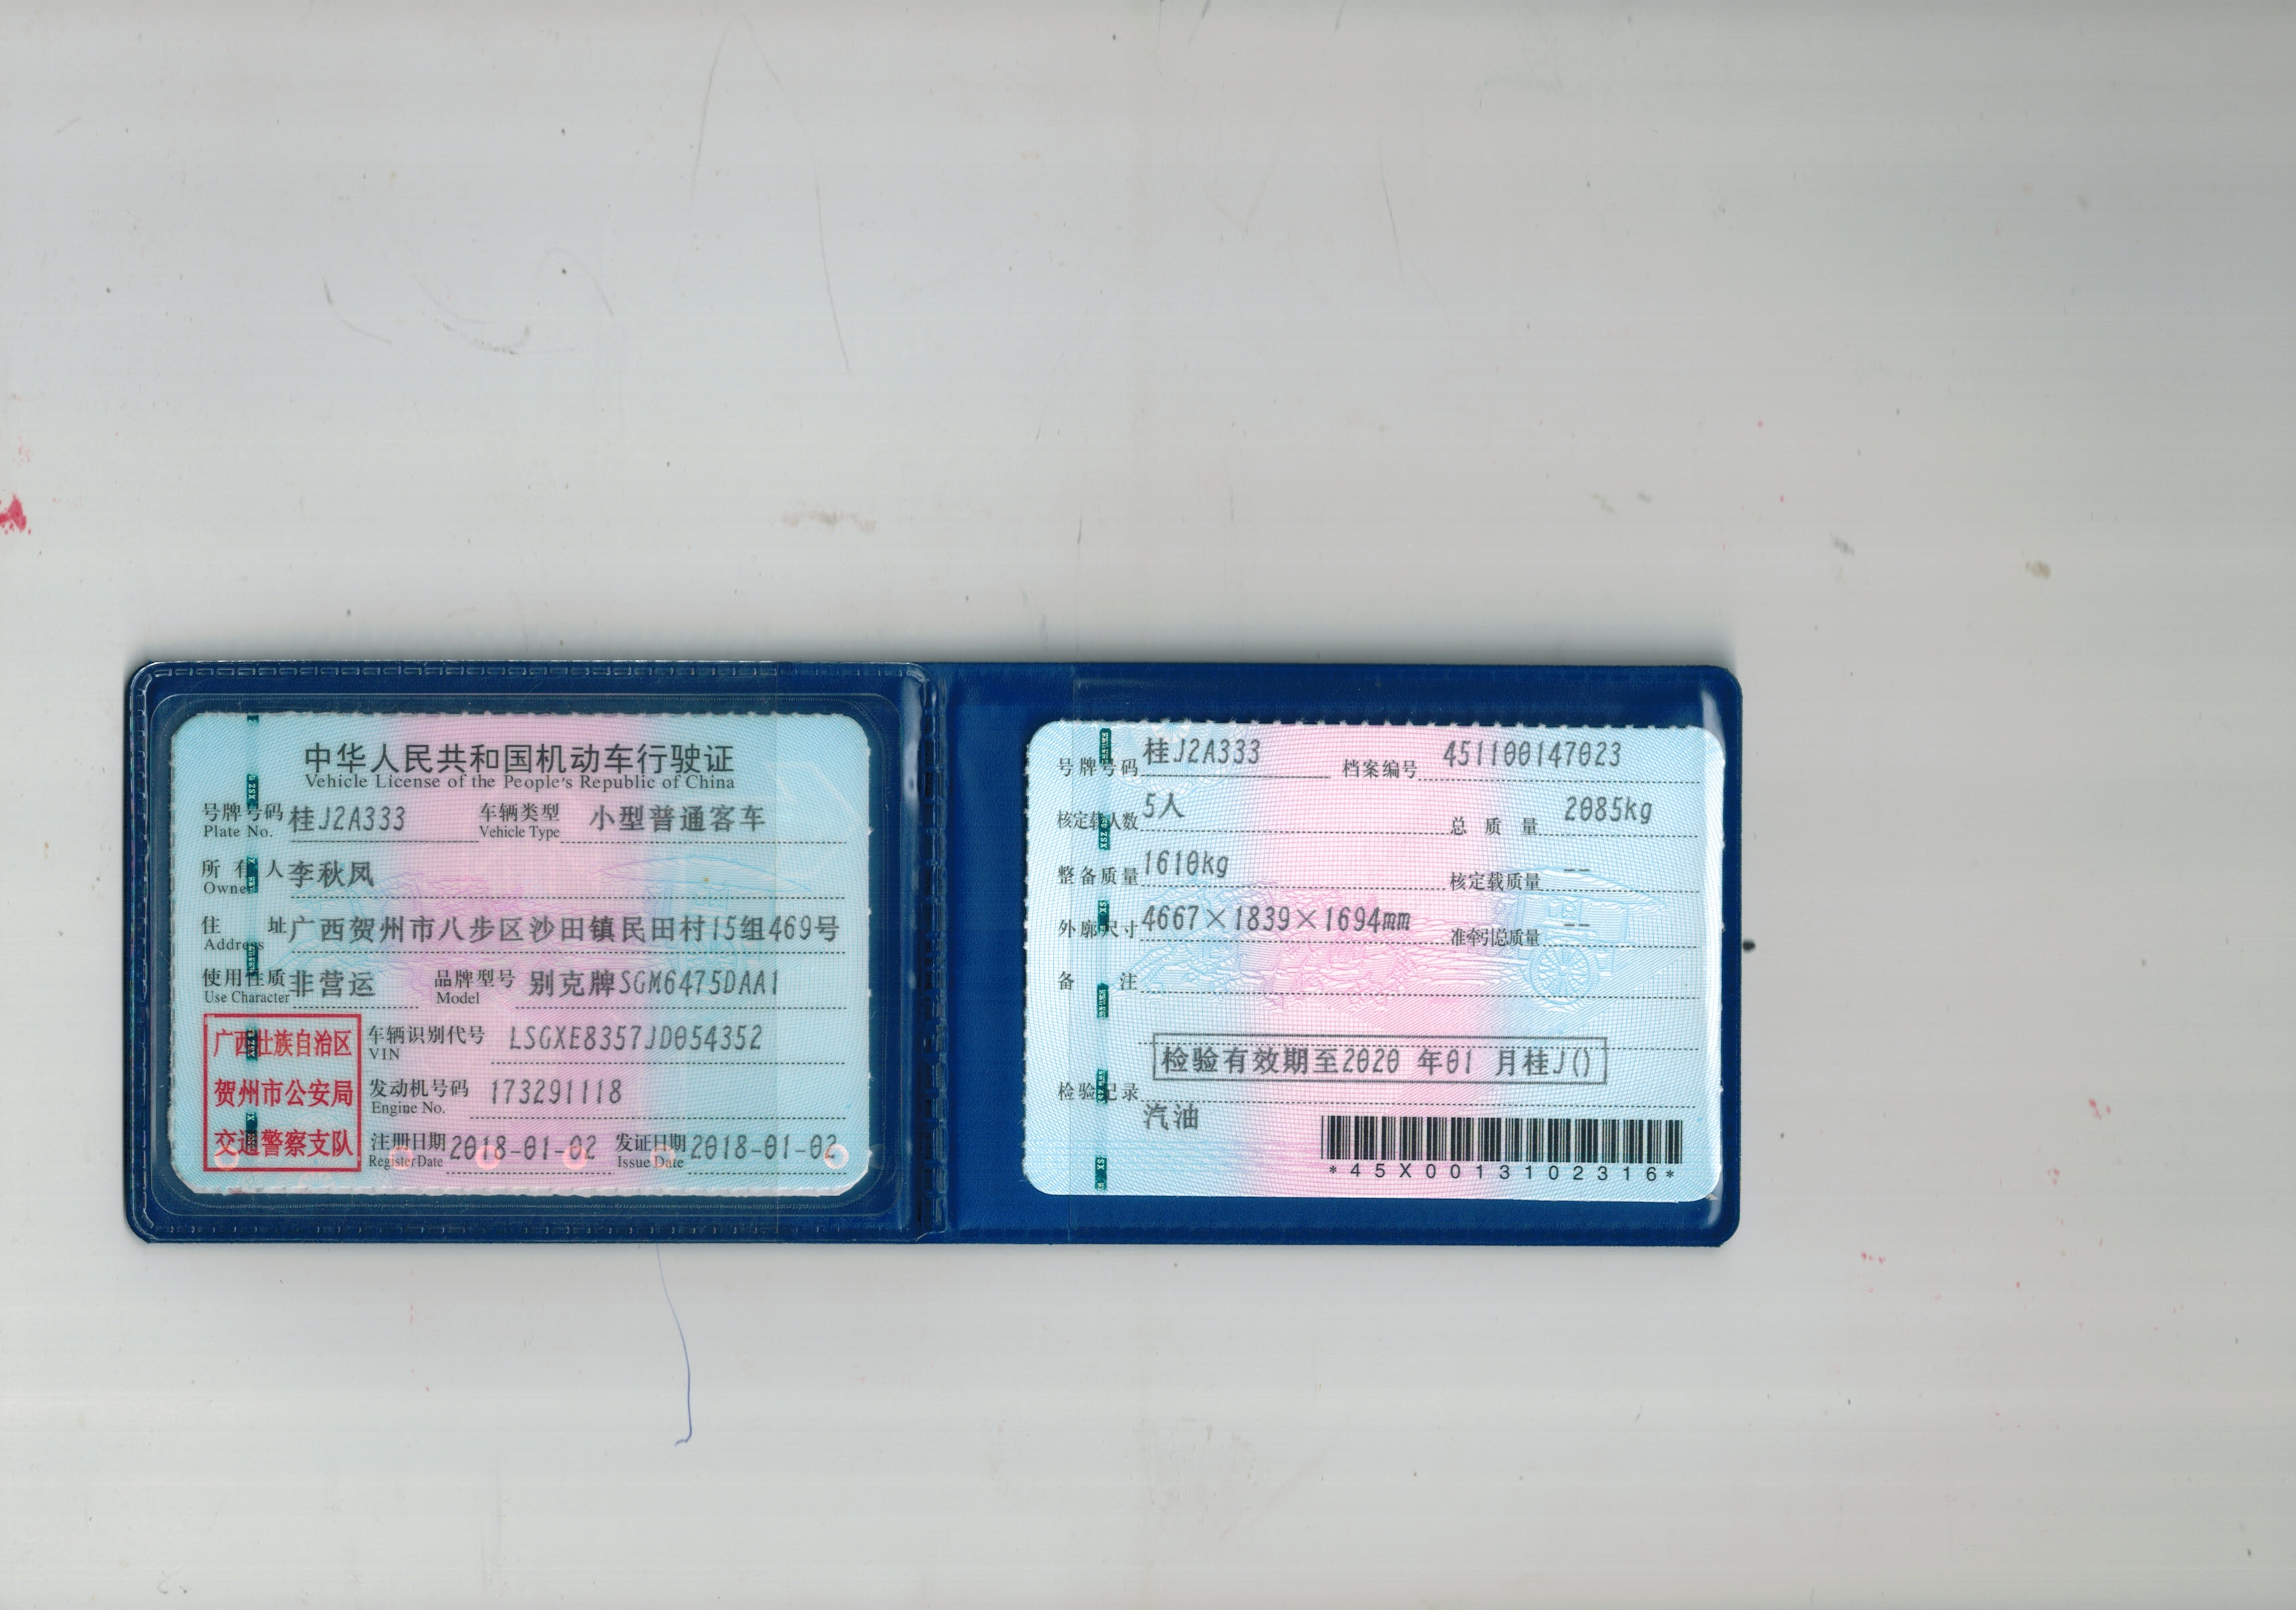 中华人民共和国机动车行驶证
Vehicle License of the People's Republic of China
号牌号码 桂J2A333 车辆类型 小型普通客车
Plate No. Vehicle Type
所有人 李秋凤
Owner
住址 广西贺州市八步区沙田镇民田村15组469号
Address
使用性质 非营运 品牌型号 别克牌SGM6475DAA1
Use Character Model
广西壮族自治区
贺州市公安局
交通警察支队
车辆识别代号 LSGXE8357JD054352
VIN
发动机号码 173291118
Engine No.
注册日期 2018-01-02 发证日期 2018-01-02
Register Date Issue Date
号牌号码 桂J2A333 档案编号 451100147023
核定载人数 5人 总质量 2085kg
整备质量 1610kg 核定载质量 --
外廓尺寸 4667×1839×1694mm 准牵引总质量 --
备注
检验有效期至2020 年01 月桂J()
检验记录
汽油
*45X0013102316*